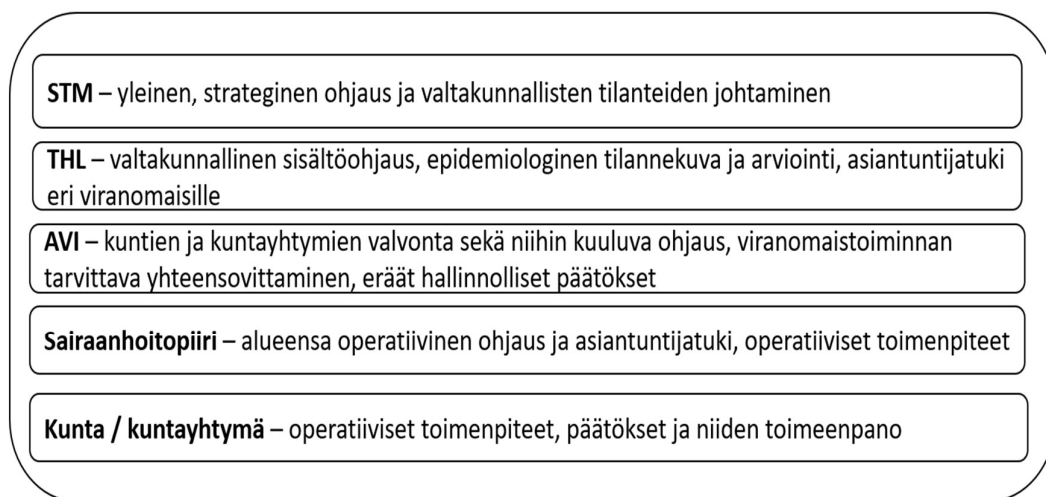 STM – yleinen, strateginen ohjaus ja valtakunnallisten tilanteiden johtaminen
THL – valtakunnallinen sisältöohjaus, epidemiologinen tilannekuva ja arviointi, asiantuntijatuki
eri viranomaisille
AVI – kuntien ja kuntayhtymien valvonta sekä niihin kuuluva ohjaus, viranomaistoiminnan
tarvittava yhteensovittaminen, eräät hallinnolliset päätökset
Sairaanhoitopiiri – alueensa operatiivinen ohjaus ja asiantuntijatuki, operatiiviset toimenpiteet
Kunta / kuntayhtymä – operatiiviset toimenpiteet, päätökset ja niiden toimeenpano